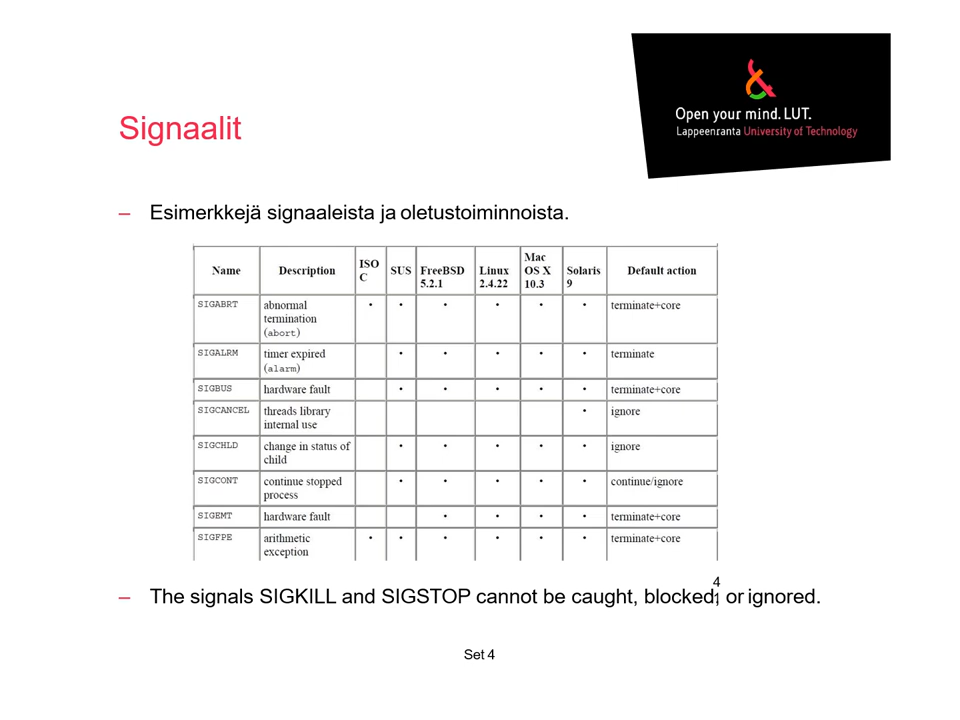 Open your mind. LUT.
Lappeenranta University of Technology
Signaalit
– Esimerkkejä signaaleista ja oletustoiminnoista.
Name Description ISO C SUS FreeBSD 5.2.1 Linux 2.4.22 Mac OS X 10.3 Solaris 9 Default action
SIGABRT abnormal termination (abort) • • • • • • terminate+core
SIGALRM timer expired (alarm) • • • • • terminate
SIGBUS hardware fault • • • • • terminate+core
SIGCANCEL threads library internal use • ignore
SIGCHLD change in status of child • • • • • ignore
SIGCONT continue stopped process • • • • • continue/ignore
SIGEMT hardware fault • • • • terminate+core
SIGFPE arithmetic exception • • • • • • terminate+core
– The signals SIGKILL and SIGSTOP cannot be caught, blocked, or ignored.
4
1
Set 4